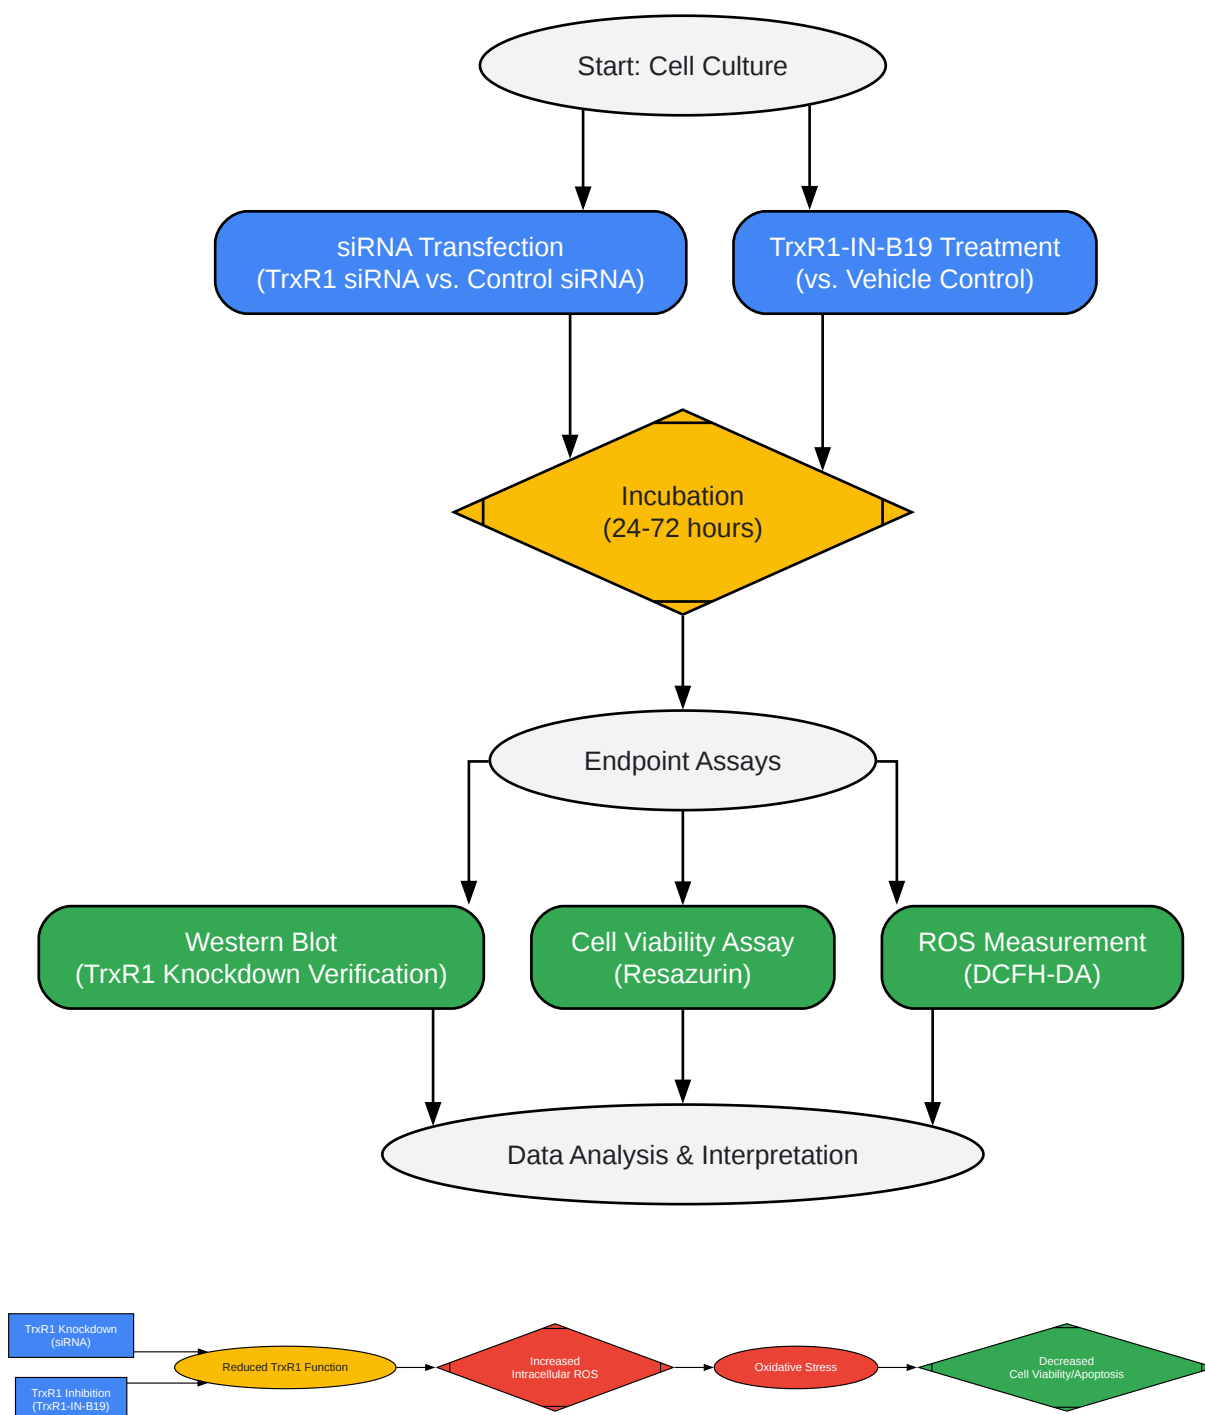 Start: Cell Culture
siRNA Transfection
(TrxR1 siRNA vs. Control siRNA)
TrxR1-IN-B19 Treatment
(vs. Vehicle Control)
Incubation
(24-72 hours)
Endpoint Assays
Western Blot
(TrxR1 Knockdown Verification)
Cell Viability Assay
(Resazurin)
ROS Measurement
(DCFH-DA)
Data Analysis & Interpretation
TrxR1 Knockdown
(siRNA)
TrxR1 Inhibition
(TrxR1-IN-B19)
Reduced TrxR1 Function
Increased
Intracellular ROS
Oxidative Stress
Decreased
Cell Viability/Apoptosis